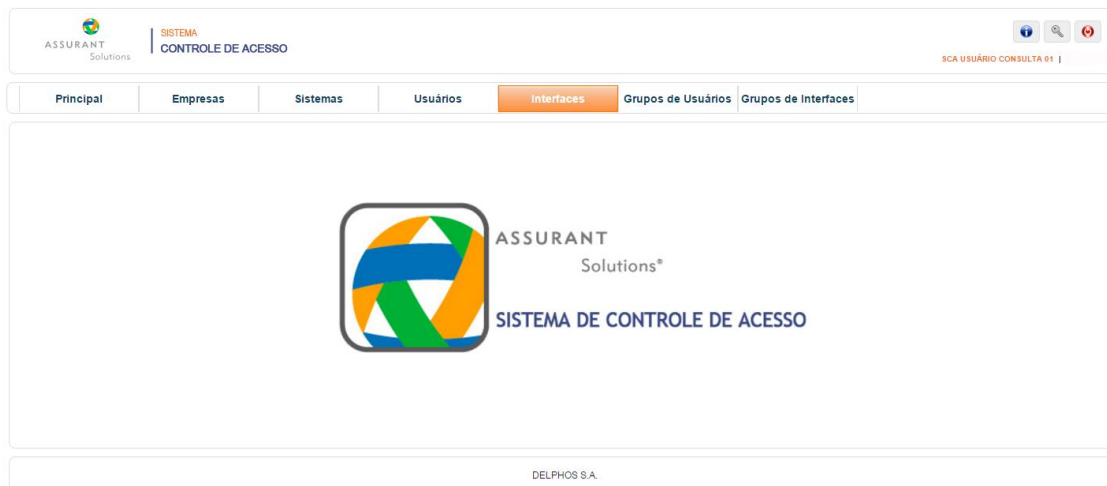 ASSURANT
Solutions
SISTEMA
CONTROLE DE ACESSO
SCA USUÁRIO CONSULTA 01 |
Principal
Empresas
Sistemas
Usuários
Interfaces
Grupos de Usuários
Grupos de Interfaces
ASSURANT
Solutions®
SISTEMA DE CONTROLE DE ACESSO
DELPHOS S.A.